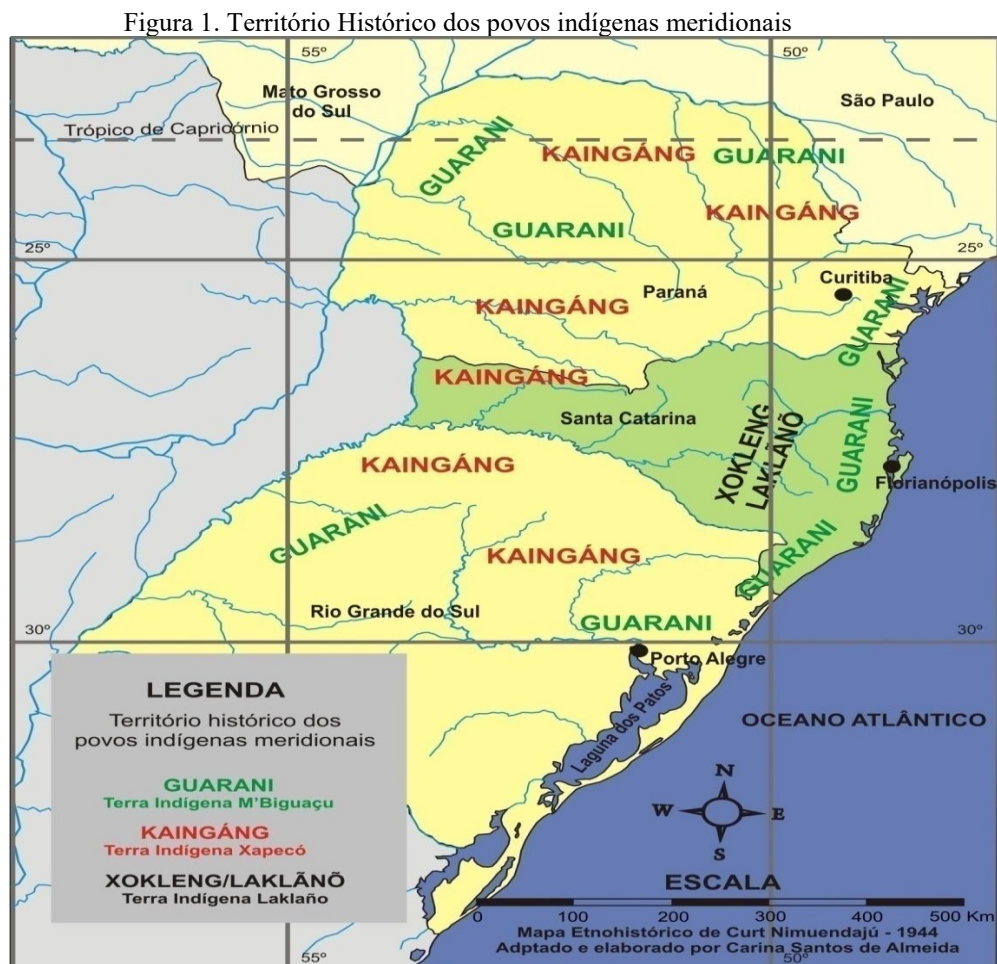 Figura 1. Território Histórico dos povos indígenas meridionais
55º
50º
Mato Grosso
do Sul
São Paulo
Trópico de Capricórnio
GUARANI
KAINGÁNG
GUARANI
KAINGÁNG
GUARANI
25º
25º
Curitiba
Paraná
GUARANI
KAINGÁNG
KAINGÁNG
Santa Catarina
XOKLENG
LAKLÃNÕ
GUARANI
KAINGÁNG
Florianópolis
GUARANI
KAINGÁNG
GUARANI
Rio Grande do Sul
GUARANI
30º
30º
Porto Alegre
Laguna dos Patos
OCEANO ATLÂNTICO
LEGENDA
Território histórico dos
povos indígenas meridionais
GUARANI
Terra Indígena M'Biguaçu
KAINGÁNG
Terra Indígena Xapecó
XOKLENG/LAKLÃNÕ
Terra Indígena Laklaño
N
W
E
S
ESCALA
0 100 200 300 400 500 Km
Mapa Etnohistórico de Curt Nimuendajú - 1944
Adptado e elaborado por Carina Santos de Almeida
55º
50º